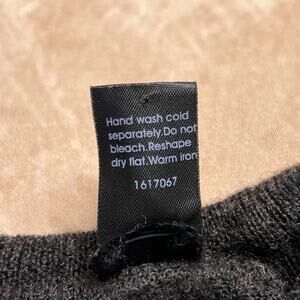 Hand wash cold
separately.Do not
bleach.Reshape
dry flat.Warm iron
1617067